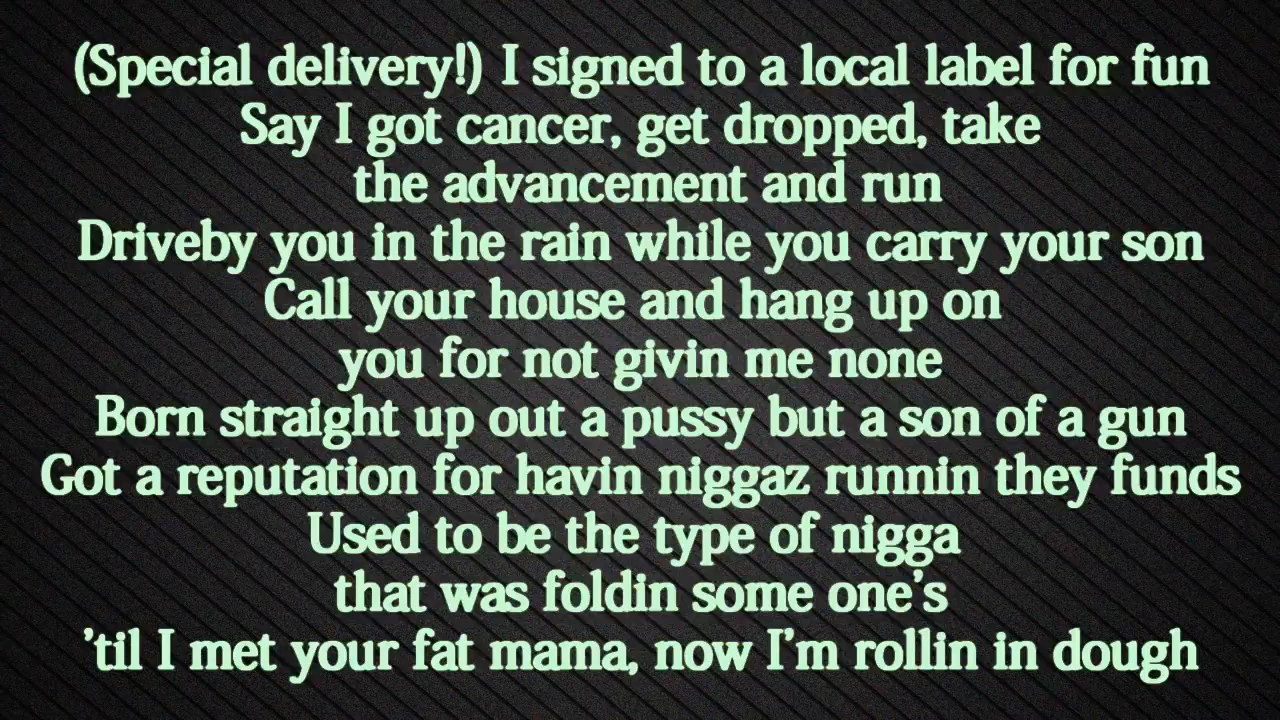 (Special delivery!) I signed to a local label for fun
Say I got cancer, get dropped, take
the advancement and run
Driveby you in the rain while you carry your son
Call your house and hang up on
you for not givin me none
Born straight up out a pussy but a son of a gun
Got a reputation for havin niggaz runnin they funds
Used to be the type of nigga
that was foldin some one's
'til I met your fat mama, now I'm rollin in dough